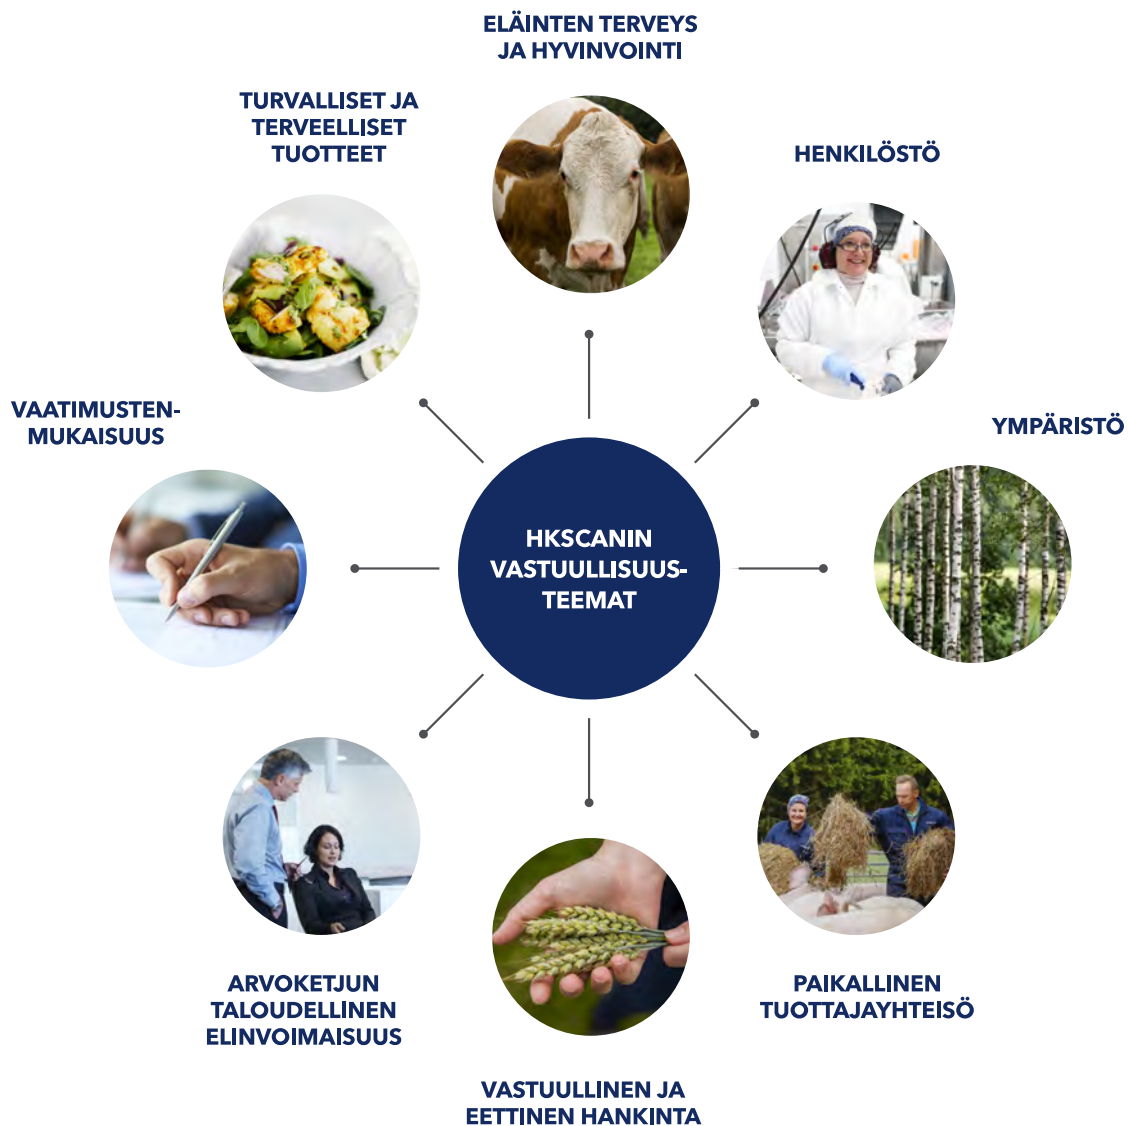 ELÄINTEN TERVEYS
JA HYVINVOINTI
TURVALLISET JA
TERVEELLISET
TUOTTEET
HENKILÖSTÖ
VAATIMUSTEN-
MUKAISUUS
YMPÄRISTÖ
HKSCANIN
VASTUULLISUUS-
TEEMAT
ARVOKETJUN
TALOUDELLINEN
ELINVOIMAISUUS
PAIKALLINEN
TUOTTAJAYHTEISÖ
VASTUULLINEN JA
EETTINEN HANKINTA